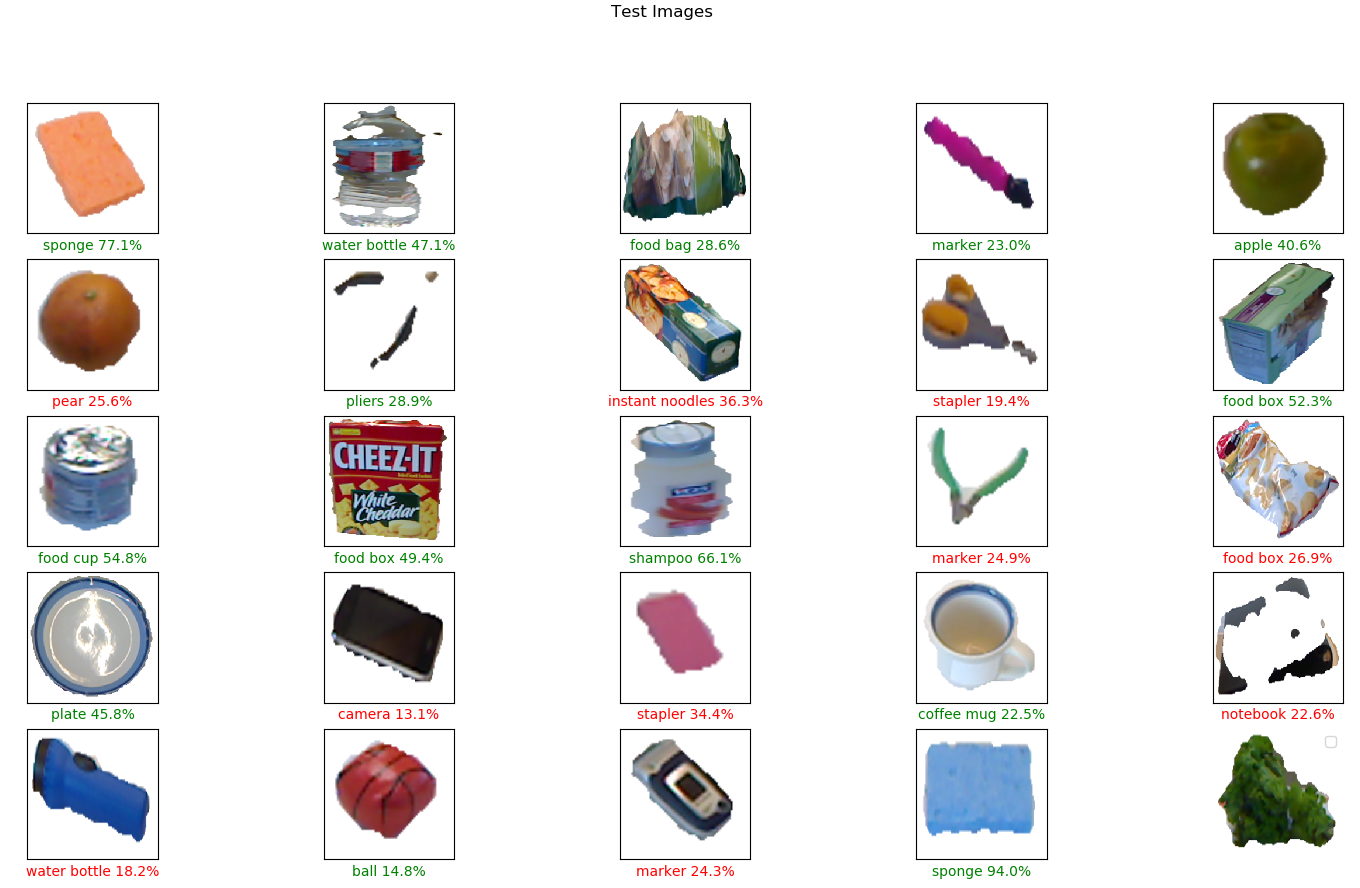 Test Images
sponge 77.1%
water bottle 47.1%
food bag 28.6%
marker 23.0%
apple 40.6%
pear 25.6%
pliers 28.9%
instant noodles 36.3%
stapler 19.4%
food box 52.3%
CHEEZ-IT
White
Cheddar
food cup 54.8%
food box 49.4%
shampoo 66.1%
marker 24.9%
food box 26.9%
plate 45.8%
camera 13.1%
stapler 34.4%
coffee mug 22.5%
notebook 22.6%
water bottle 18.2%
ball 14.8%
marker 24.3%
sponge 94.0%